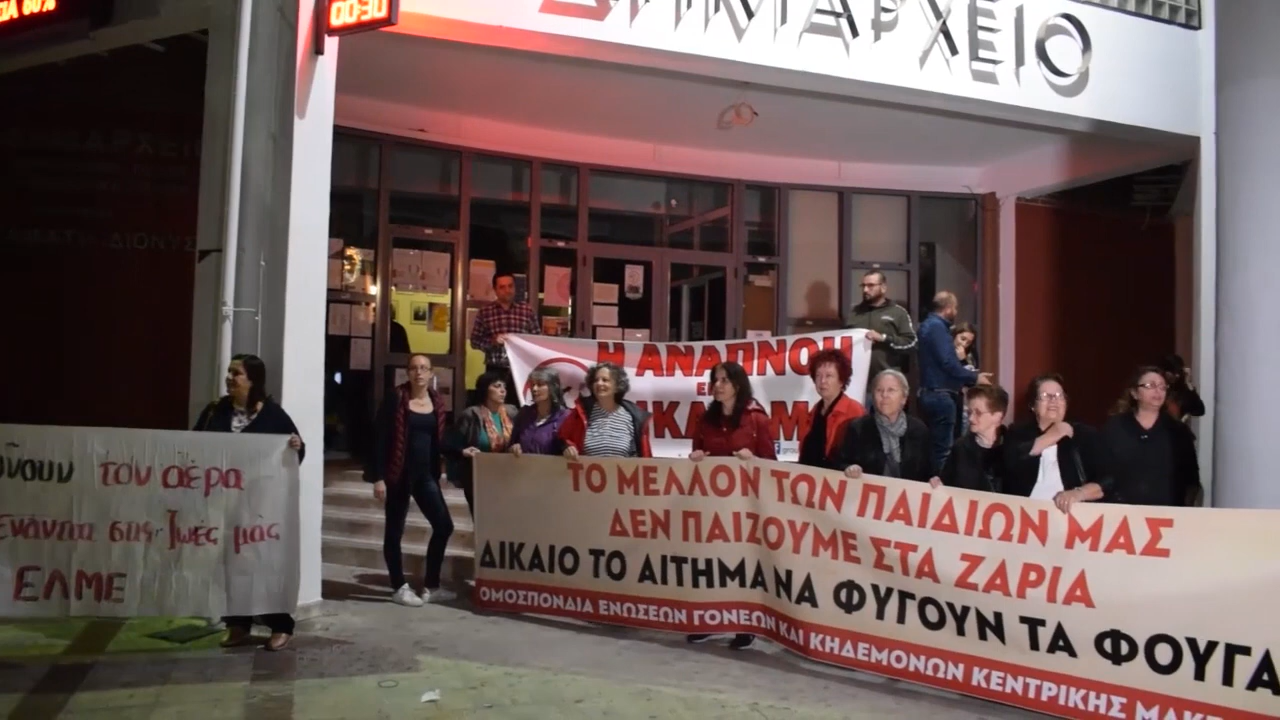 60%
00:30
ΔΗΜΑΡΧΕΙΟ
Η ΑΝΑΠΝΟΗ
ΤΟ ΜΕΛΛΟΝ ΤΩΝ ΠΑΙΔΙΩΝ ΜΑΣ
ΔΕΝ ΠΑΙΖΟΥΜΕ ΣΤΑ ΖΑΡΙΑ
ΔΙΚΑΙΟ ΤΟ ΑΙΤΗΜΑ ΝΑ ΦΥΓΟΥΝ ΤΑ ΦΟΥΓΑ
ΟΜΟΣΠΟΝΔΙΑ ΕΝΩΣΕΩΝ ΓΟΝΕΩΝ ΚΑΙ ΚΗΔΕΜΟΝΩΝ ΚΕΝΤΡΙΚΗΣ ΜΑΚ
τον αέρα
Ενάντια στις ζωές μας
ΕΛΜΕ